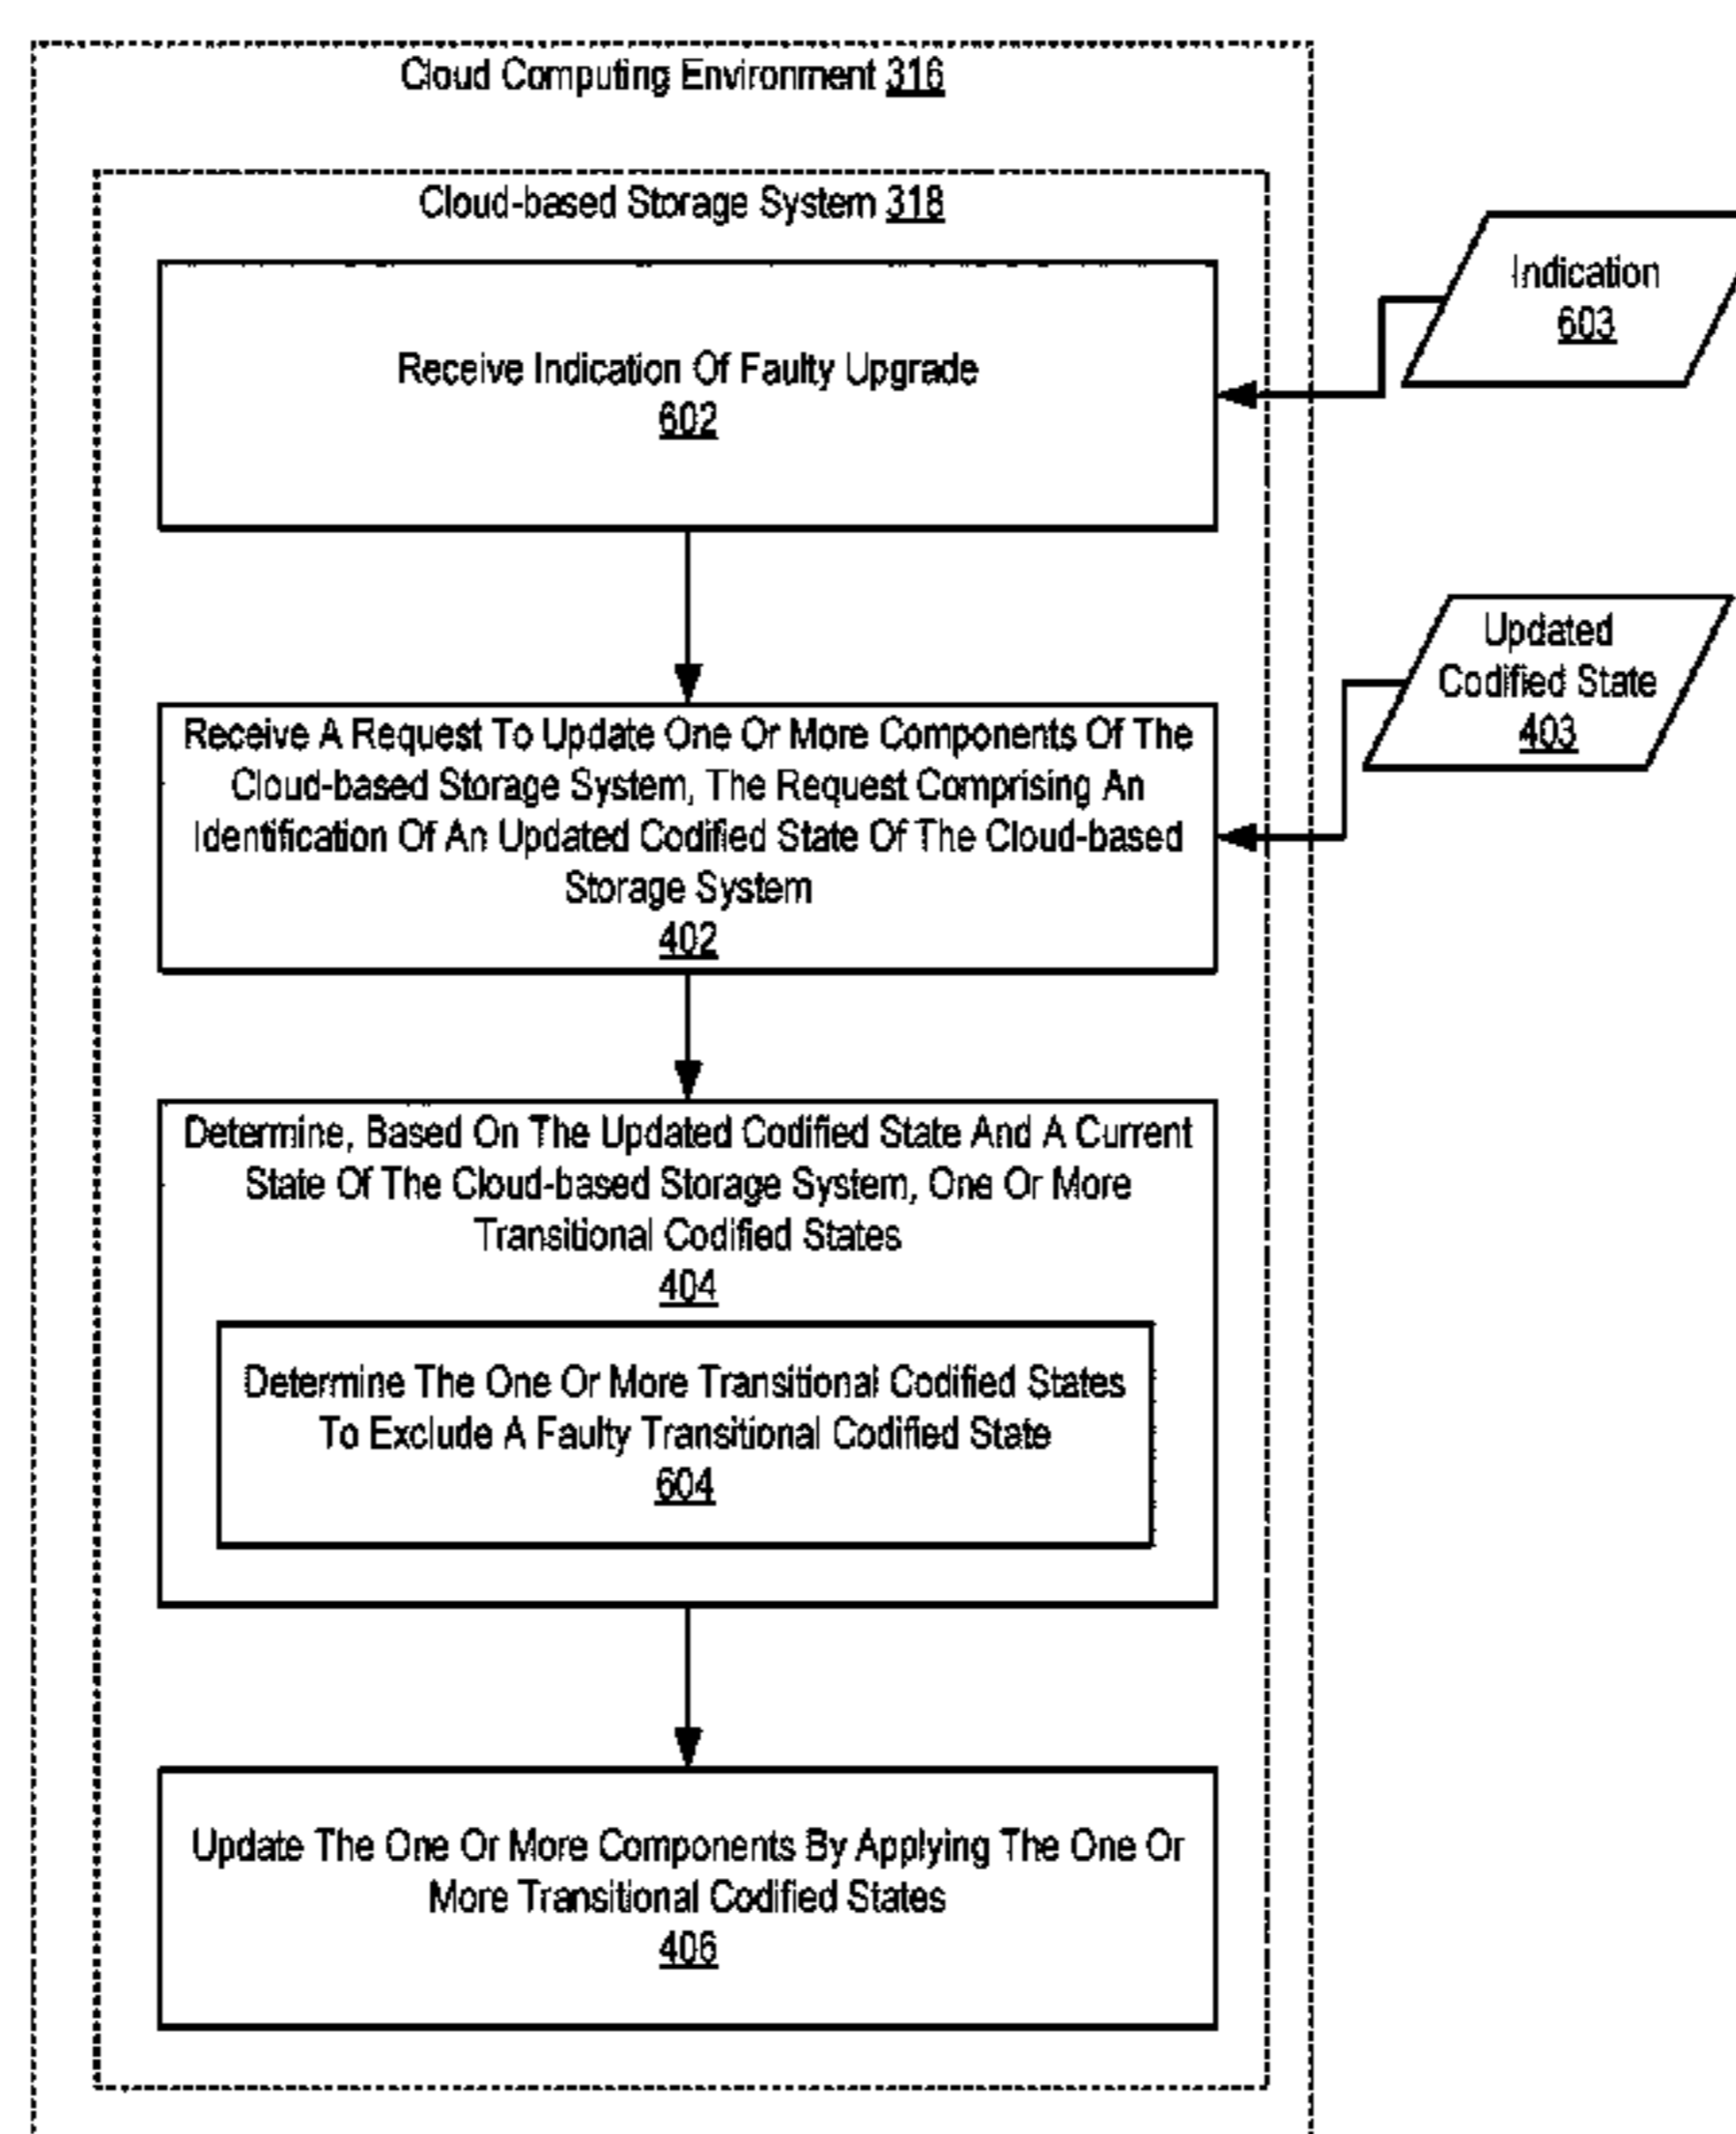 Cloud Computing Environment 316
Cloud-based Storage System 318
Indication
603
Receive Indication Of Faulty Upgrade
602
Updated
Codified State
403
Receive A Request To Update One Or More Components Of The
Cloud-based Storage System, The Request Comprising An
Identification Of An Updated Codified State Of The Cloud-based
Storage System
402
Determine, Based On The Updated Codified State And A Current
State Of The Cloud-based Storage System, One Or More
Transitional Codified States
404
Determine The One Or More Transitional Codified States
To Exclude A Faulty Transitional Codified State
604
Update The One Or More Components By Applying The One Or
More Transitional Codified States
406